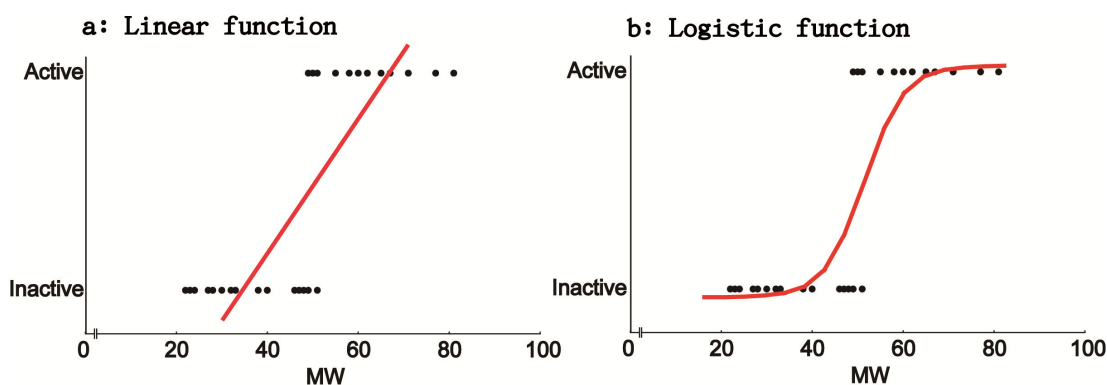 a: Linear function
Active
Inactive
0 20 40 60 80 100
MW
b: Logistic function
Active
Inactive
0 20 40 60 80 100
MW